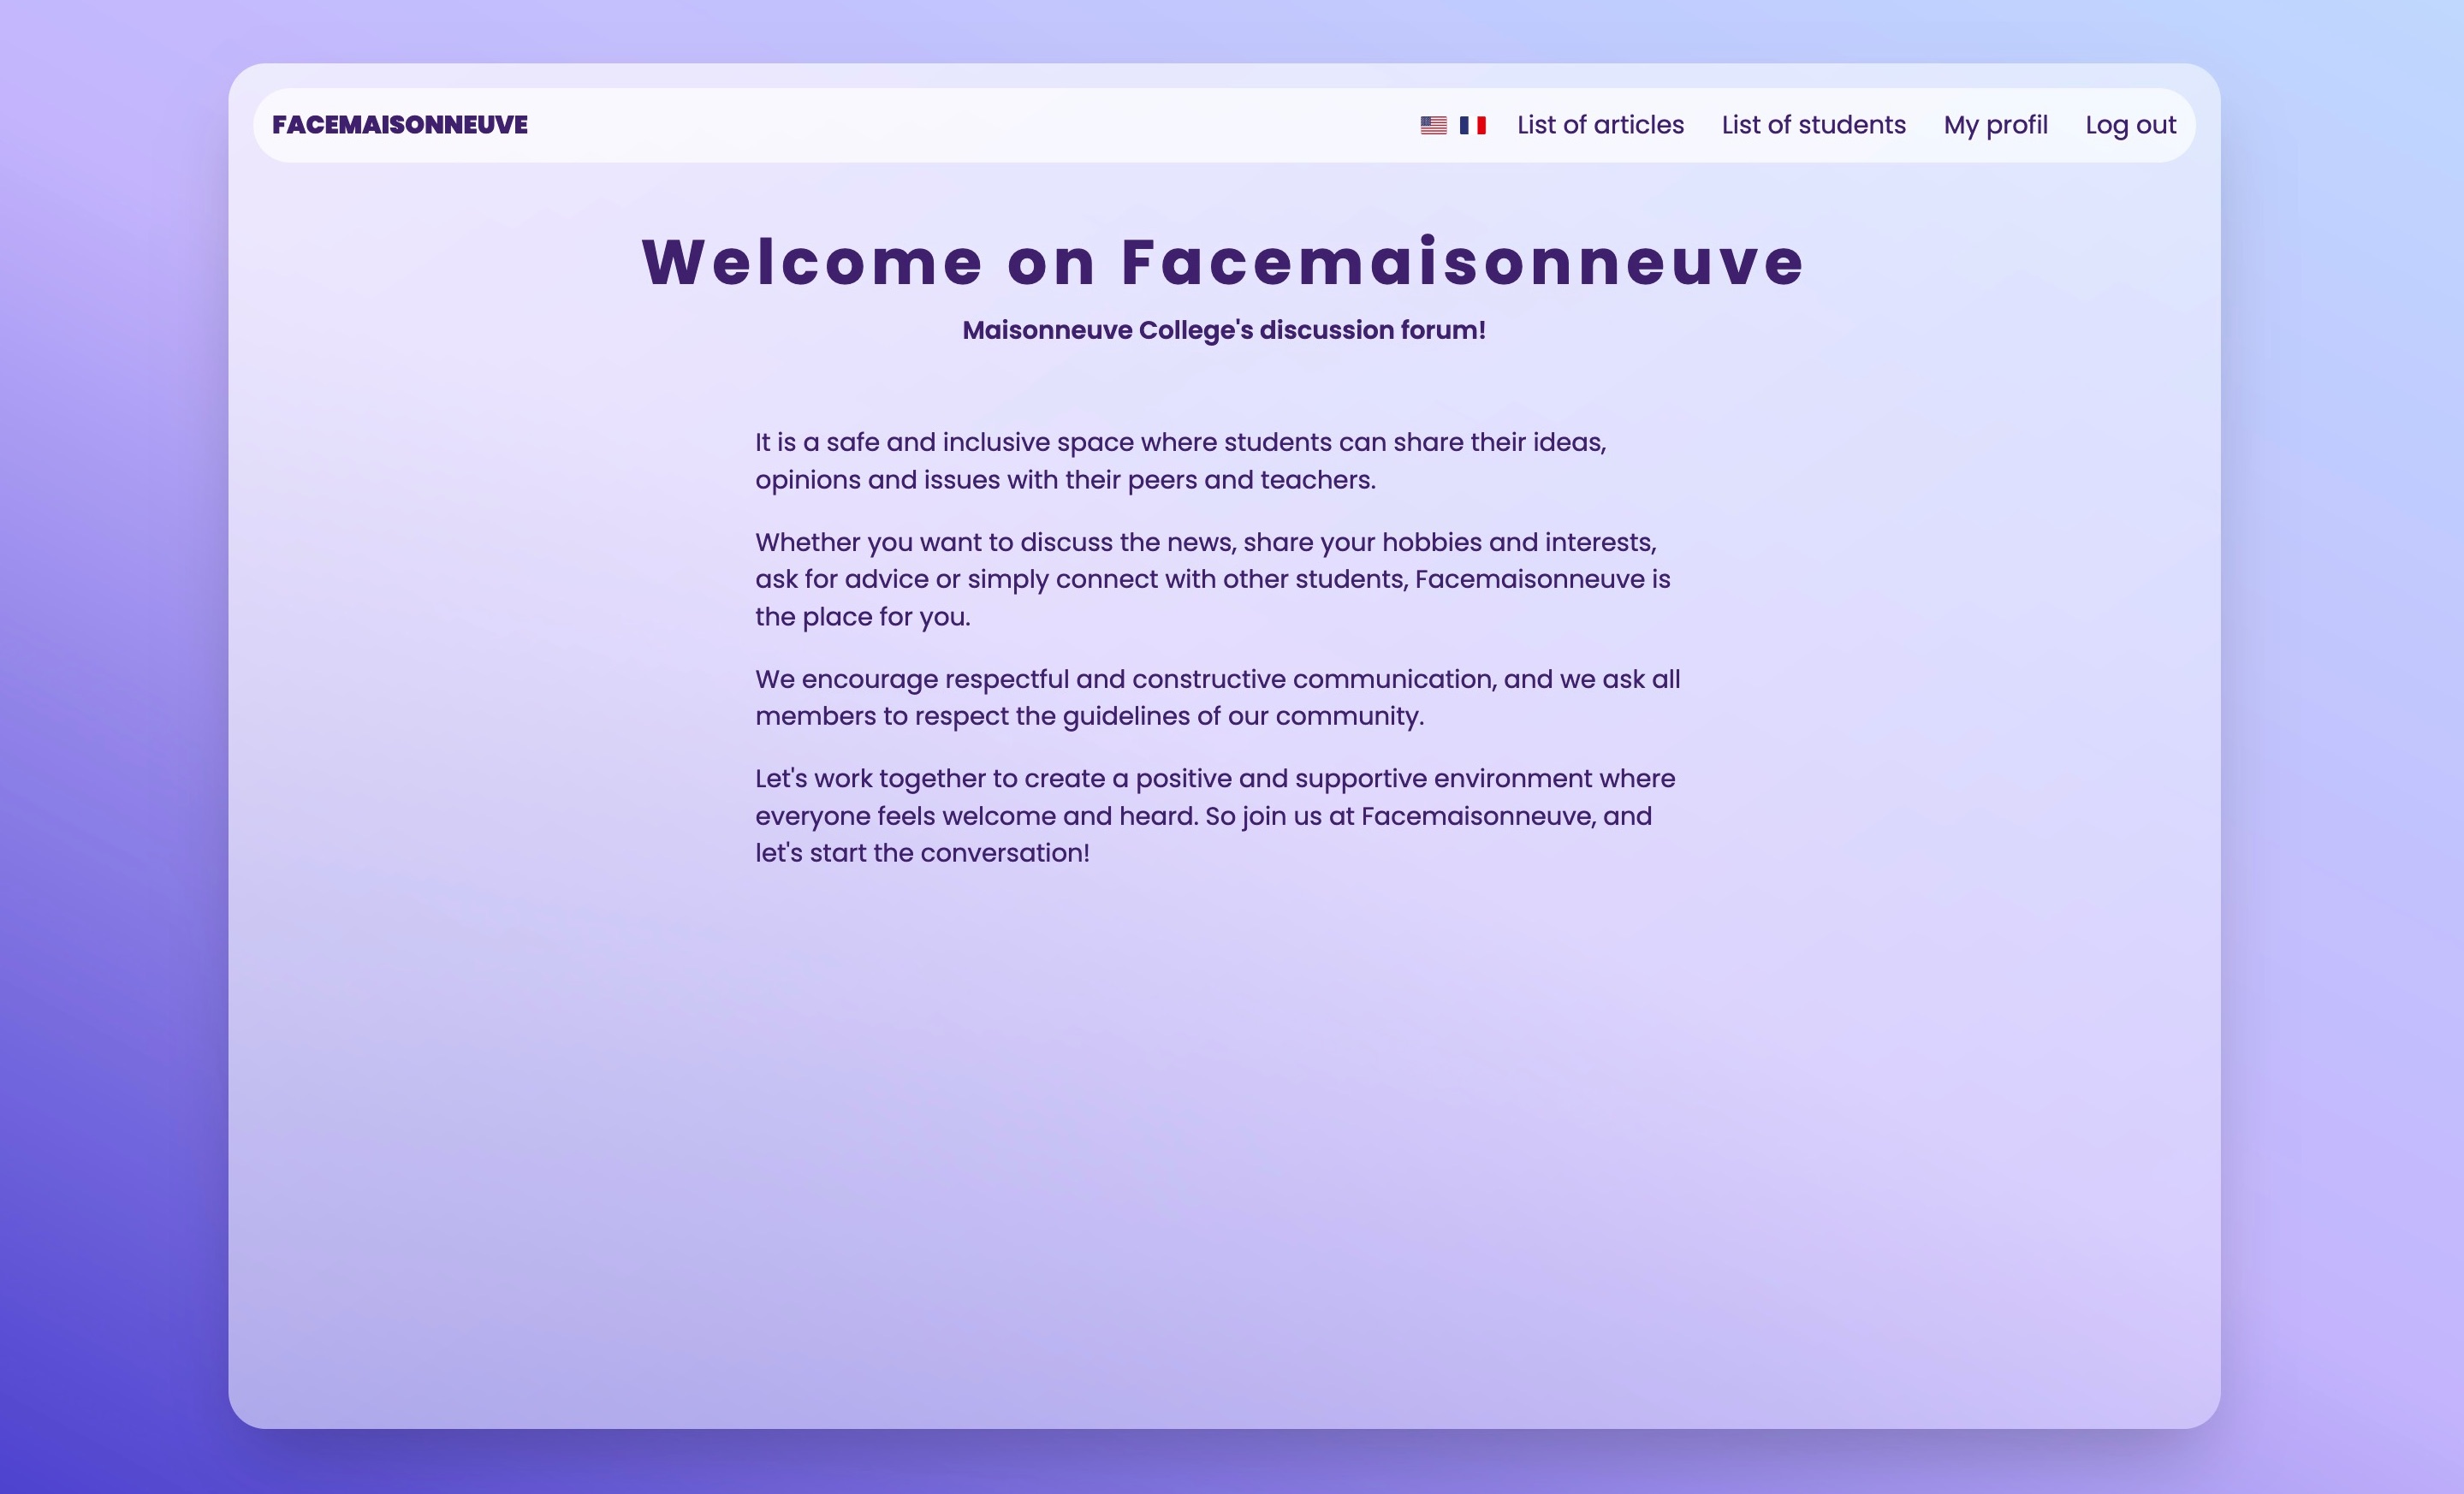 FACEMAISONNEUVE
List of articles
List of students
My profil
Log out
Welcome on Facemaisonneuve
Maisonneuve College's discussion forum!
It is a safe and inclusive space where students can share their ideas,
opinions and issues with their peers and teachers.
Whether you want to discuss the news, share your hobbies and interests,
ask for advice or simply connect with other students, Facemaisonneuve is
the place for you.
We encourage respectful and constructive communication, and we ask all
members to respect the guidelines of our community.
Let's work together to create a positive and supportive environment where
everyone feels welcome and heard. So join us at Facemaisonneuve, and
let's start the conversation!